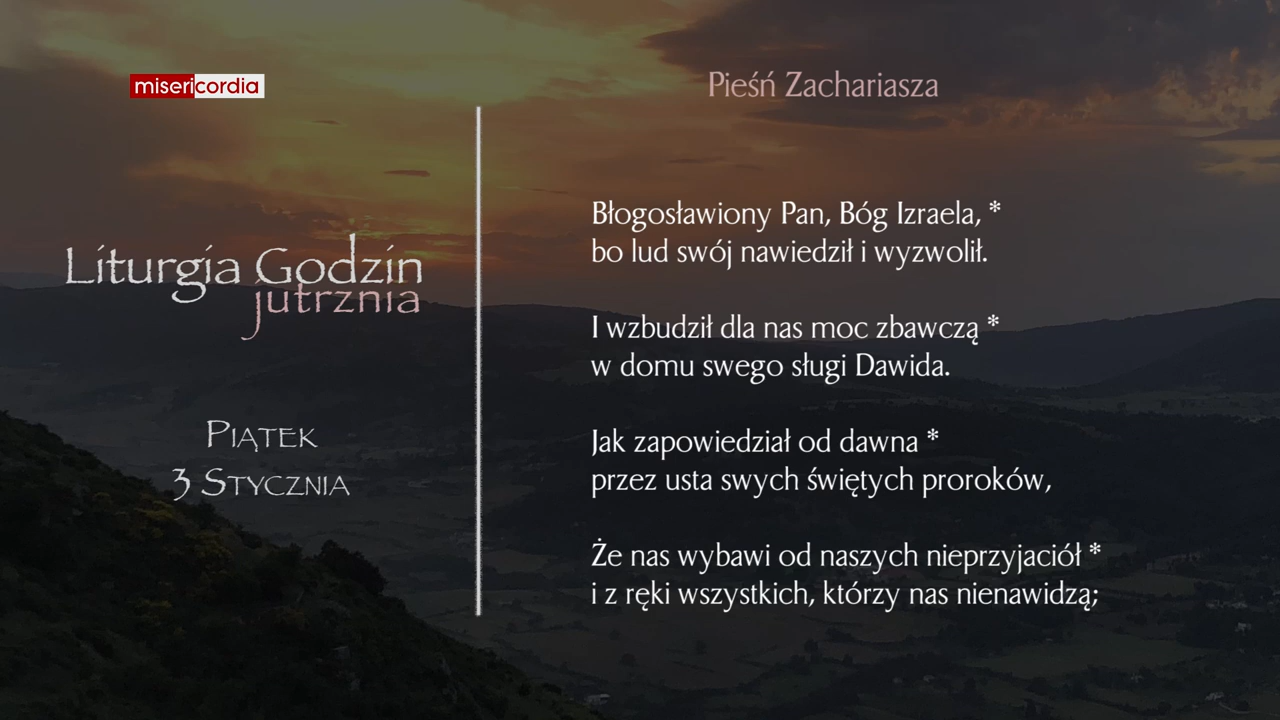 misericordia
Liturgia Godzin
jutrznia
Piątek
3 Stycznia
Pieśń Zachariasza
Błogosławiony Pan, Bóg Izraela, *
bo lud swój nawiedził i wyzwolił.
I wzbudził dla nas moc zbawczą *
w domu swego sługi Dawida.
Jak zapowiedział od dawna *
przez usta swych świętych proroków,
Że nas wybawi od naszych nieprzyjaciół *
i z ręki wszystkich, którzy nas nienawidzą;